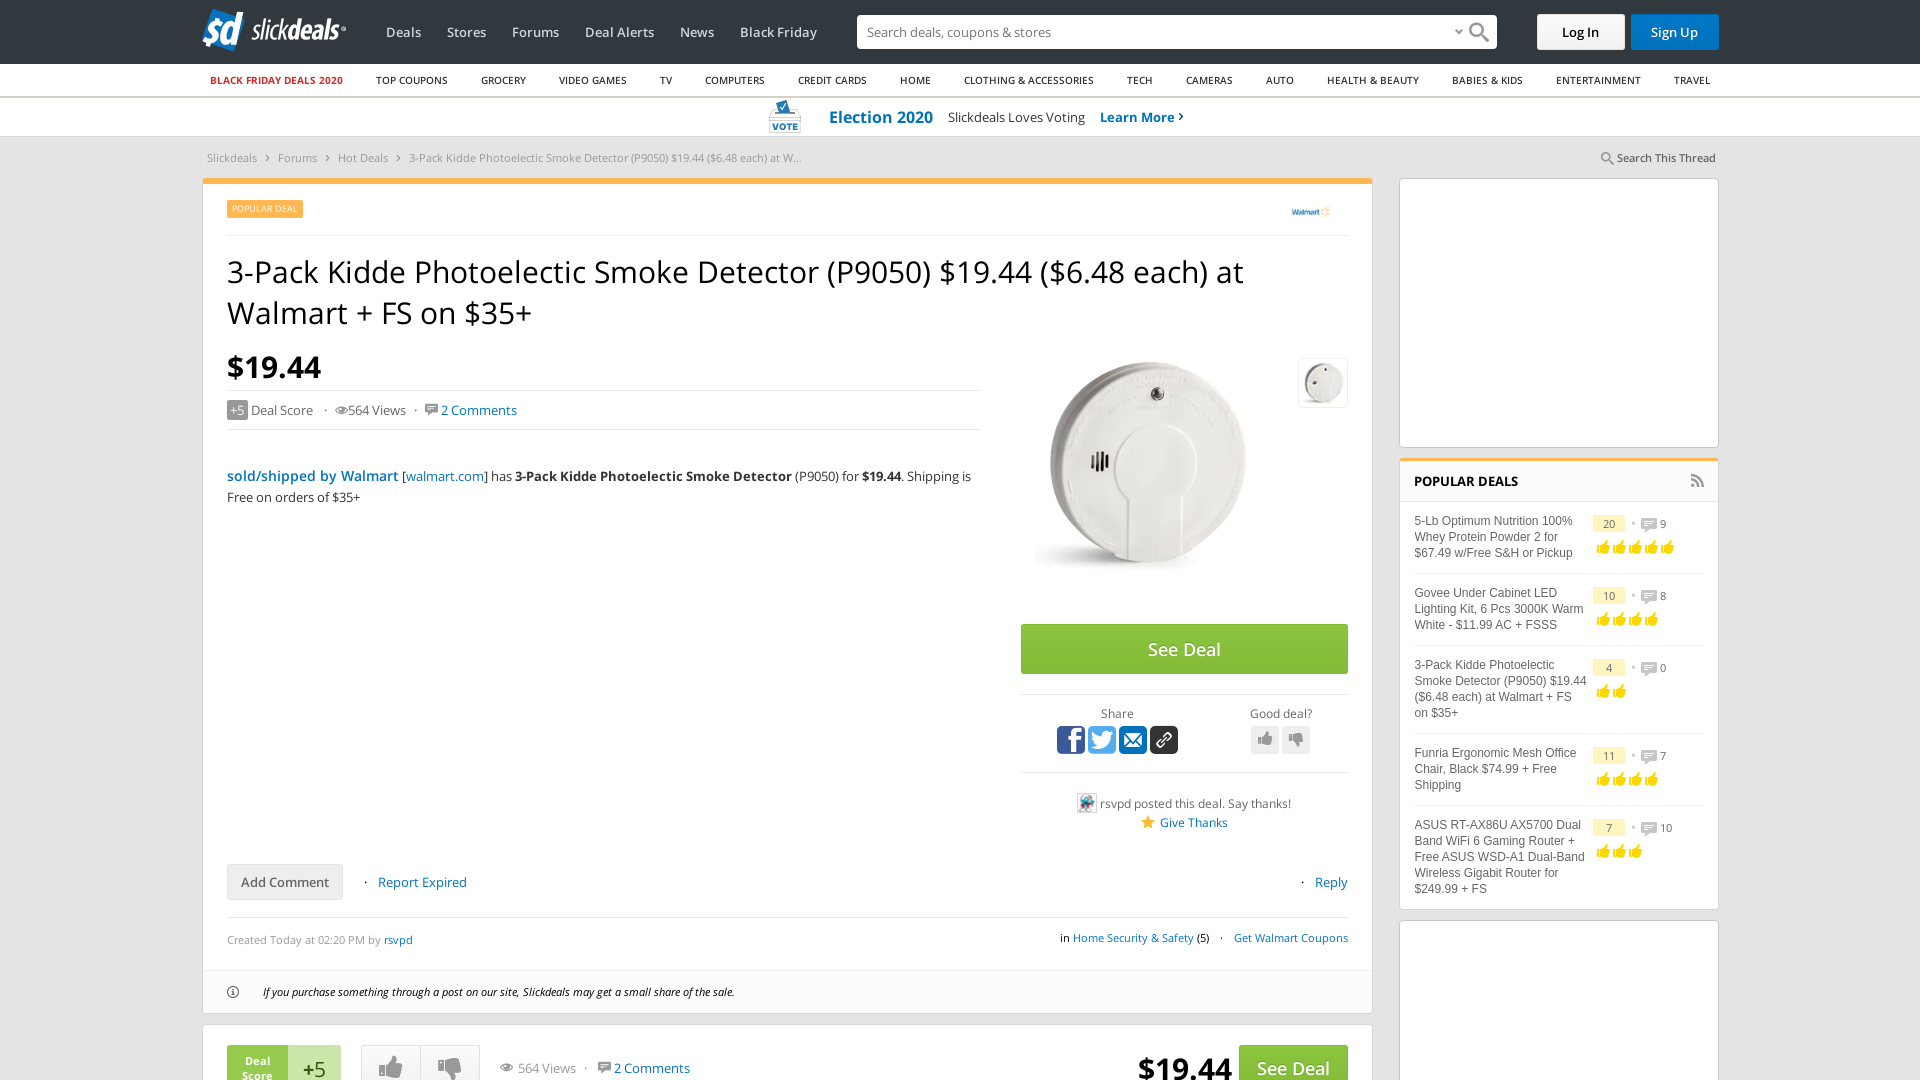 sd slickdeals
Deals Stores Forums Deal Alerts News Black Friday
Search deals, coupons & shops
Log In Sign Up
BLACK FRIDAY DEALS 2020 TOP COUPONS GROCERY VIDEO GAMES TV COMPUTERS CREDIT CARDS HOME CLOTHING & ACCESSORIES TECH CAMERAS AUTO HEALTH & BEAUTY BABIES & KIDS ENTERTAINMENT TRAVEL
VOTE Election 2020 Slickdeals Loves Voting Learn More ›
Slickdeals › Forums › Hot Deals › 3-Pack Kidde Photoelectic Smoke Detector (P9050) $19.44 ($6.48 each) at W...
Search This Thread
POPULAR DEAL
Walmart
3-Pack Kidde Photoelectic Smoke Detector (P9050) $19.44 ($6.48 each) at
Walmart + FS on $35+
$19.44
+5 Deal Score · 564 Views · 2 Comments
sold/shipped by Walmart [walmart.com] has 3-Pack Kidde Photoelectic Smoke Detector (P9050) for $19.44. Shipping is
Free on orders of $35+
See Deal
Share
Good deal?
rsvpd posted this deal. Say thanks!
Give Thanks
Add Comment · Report Expired
· Reply
Created Today at 02:20 PM by rsvpd
in Home Security & Safety (5) · Get Walmart Coupons
If you purchase something through a post on our site, Slickdeals may get a small share of the sale.
Deal
Score
+5
564 Views · 2 Comments
$19.44
See Deal
POPULAR DEALS
5-Lb Optimum Nutrition 100%
Whey Protein Powder 2 for
$67.49 w/Free S&H or Pickup
20 · 9
Govee Under Cabinet LED
Lighting Kit, 6 Pcs 3000K Warm
White - $11.99 AC + FSSS
10 · 8
3-Pack Kidde Photoelectic
Smoke Detector (P9050) $19.44
($6.48 each) at Walmart + FS
on $35+
4 · 0
Funria Ergonomic Mesh Office
Chair, Black $74.99 + Free
Shipping
11 · 7
ASUS RT-AX86U AX5700 Dual
Band WiFi 6 Gaming Router +
Free ASUS WSD-A1 Dual-Band
Wireless Gigabit Router for
$249.99 + FS
7 · 10